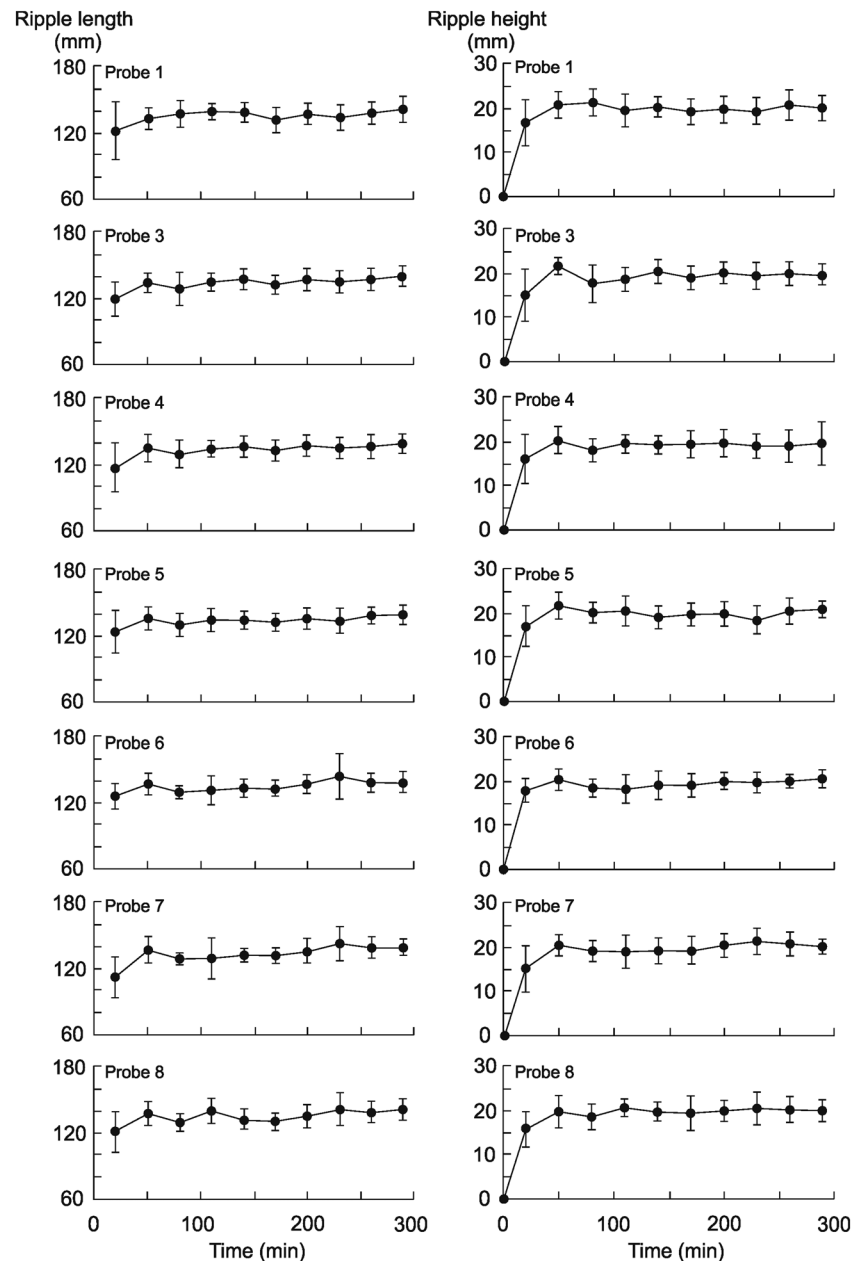 Ripple length
(mm)
Ripple height
(mm)
180
Probe 1
120
60
30
Probe 1
20
10
0
180
Probe 3
120
60
30
Probe 3
20
10
0
180
Probe 4
120
60
30
Probe 4
20
10
0
180
Probe 5
120
60
30
Probe 5
20
10
0
180
Probe 6
120
60
30
Probe 6
20
10
0
180
Probe 7
120
60
30
Probe 7
20
10
0
180
Probe 8
120
60
0 100 200 300
Time (min)
30
Probe 8
20
10
0
0 100 200 300
Time (min)